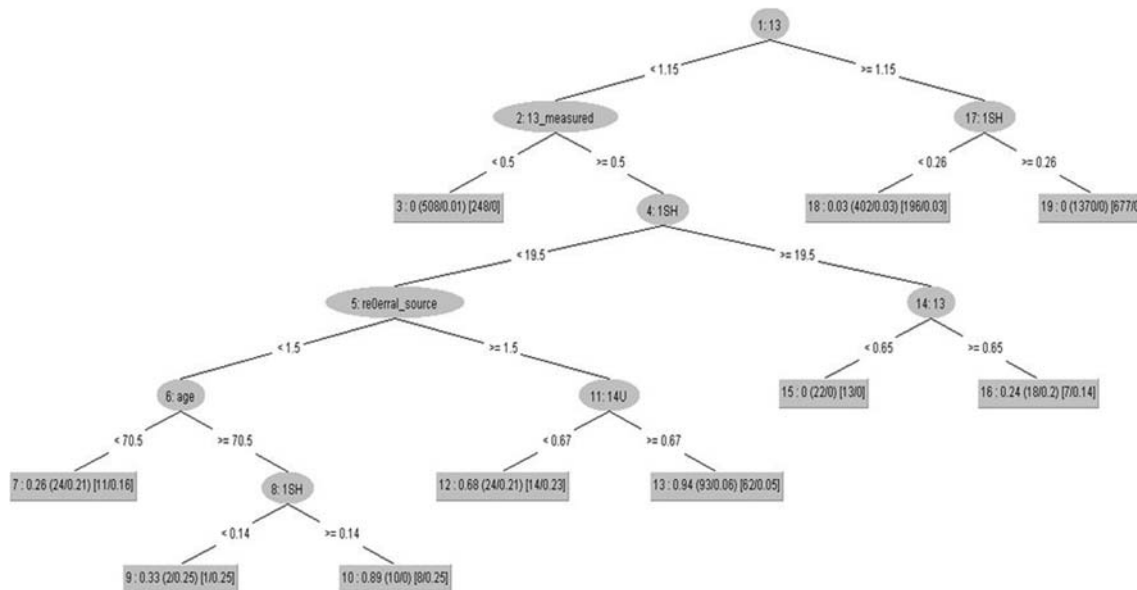 1: 13
< 1.15
>= 1.15
2: 13_measured
17: 1SH
< 0.5
>= 0.5
< 0.26
>= 0.26
3 : 0 (508/0.01) [248/0]
4: 1SH
18 : 0.03 (402/0.03) [196/0.03]
19 : 0 (1370/0) [677/0
< 19.5
>= 19.5
5: re0erral_source
14: 13
< 1.5
>= 1.5
< 0.65
>= 0.65
6: age
11: 14U
15 : 0 (22/0) [13/0]
16 : 0.24 (18/0.2) [7/0.14]
< 70.5
>= 70.5
< 0.67
>= 0.67
7 : 0.26 (24/0.21) [11/0.16]
8: 1SH
12 : 0.68 (24/0.21) [14/0.23]
13 : 0.94 (93/0.06) [62/0.05]
< 0.14
>= 0.14
9 : 0.33 (2/0.25) [1/0.25]
10 : 0.89 (10/0) [8/0.25]